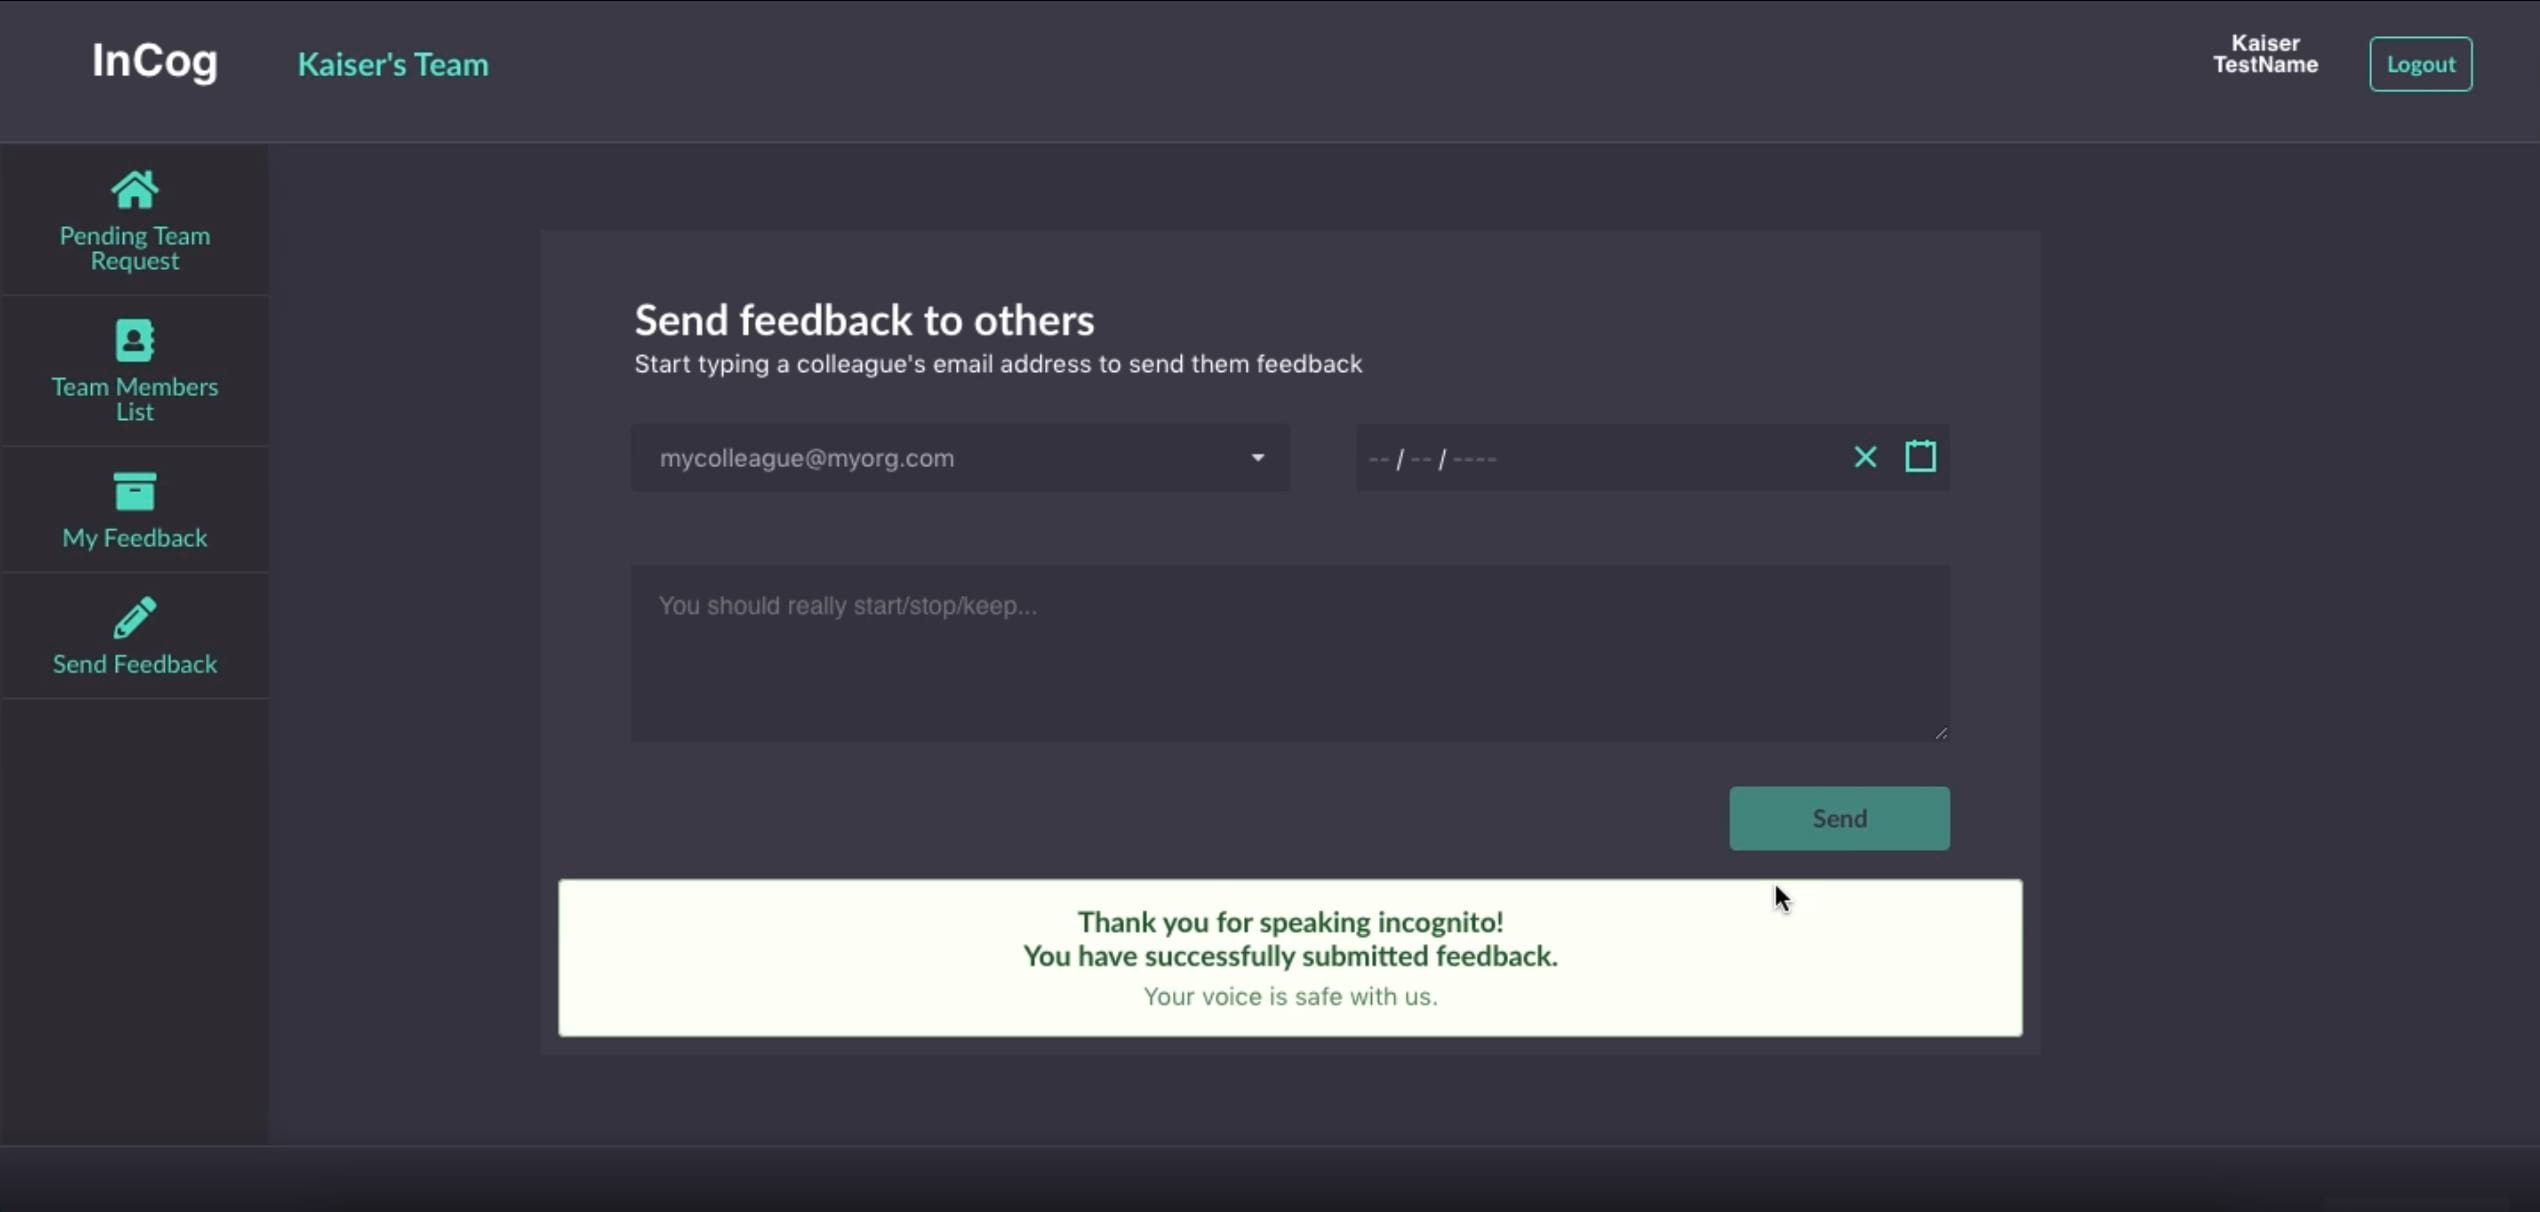 InCog
Kaiser's Team
Kaiser
TestName
Logout
Pending Team
Request
Team Members
List
My Feedback
Send Feedback
Send feedback to others
Start typing a colleague's email address to send them feedback
mycolleague@myorg.com
-- / -- / ----
You should really start/stop/keep...
Send
Thank you for speaking incognito!
You have successfully submitted feedback.
Your voice is safe with us.